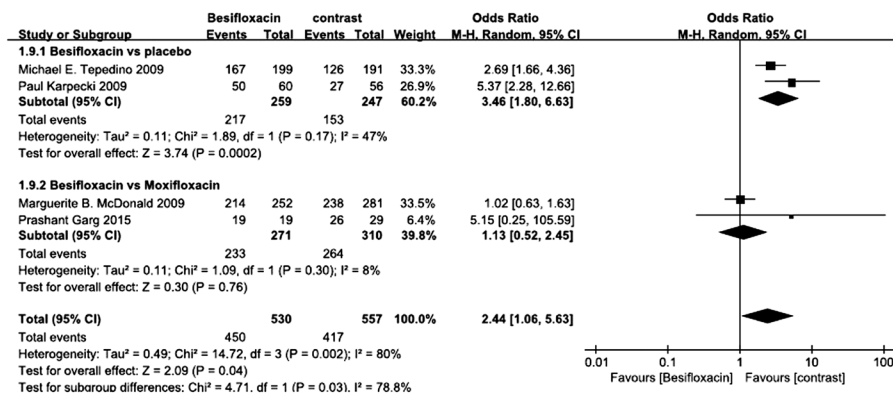 Besifloxacin contrast Odds Ratio Odds Ratio
Study or Subgroup Events Total Events Total Weight M-H. Random. 95% CI M-H. Random. 95% CI
1.9.1 Besifloxacin vs placebo
Michael E. Tepedino 2009 167 199 126 191 33.3% 2.69 [1.66, 4.36]
Paul Karpecki 2009 50 60 27 56 26.9% 5.37 [2.28, 12.66]
Subtotal (95% CI) 259 247 60.2% 3.46 [1.80, 6.63]
Total events 217 153
Heterogeneity: Tau² = 0.11; Chi² = 1.89, df = 1 (P = 0.17); I² = 47%
Test for overall effect: Z = 3.74 (P = 0.0002)
1.9.2 Besifloxacin vs Moxifloxacin
Marguerite B. McDonald 2009 214 252 238 281 33.5% 1.02 [0.63, 1.63]
Prashant Garg 2015 19 19 26 29 6.4% 5.15 [0.25, 105.59]
Subtotal (95% CI) 271 310 39.8% 1.13 [0.52, 2.45]
Total events 233 264
Heterogeneity: Tau² = 0.11; Chi² = 1.09, df = 1 (P = 0.30); I² = 8%
Test for overall effect: Z = 0.30 (P = 0.76)
Total (95% CI) 530 557 100.0% 2.44 [1.06, 5.63]
Total events 450 417
Heterogeneity: Tau² = 0.49; Chi² = 14.72, df = 3 (P = 0.002); I² = 80%
Test for overall effect: Z = 2.09 (P = 0.04)
Test for subgroup differences: Chi² = 4.71, df = 1 (P = 0.03), I² = 78.8%
0.01 0.1 1 10 100
Favours [Besifloxacin] Favours [contrast]